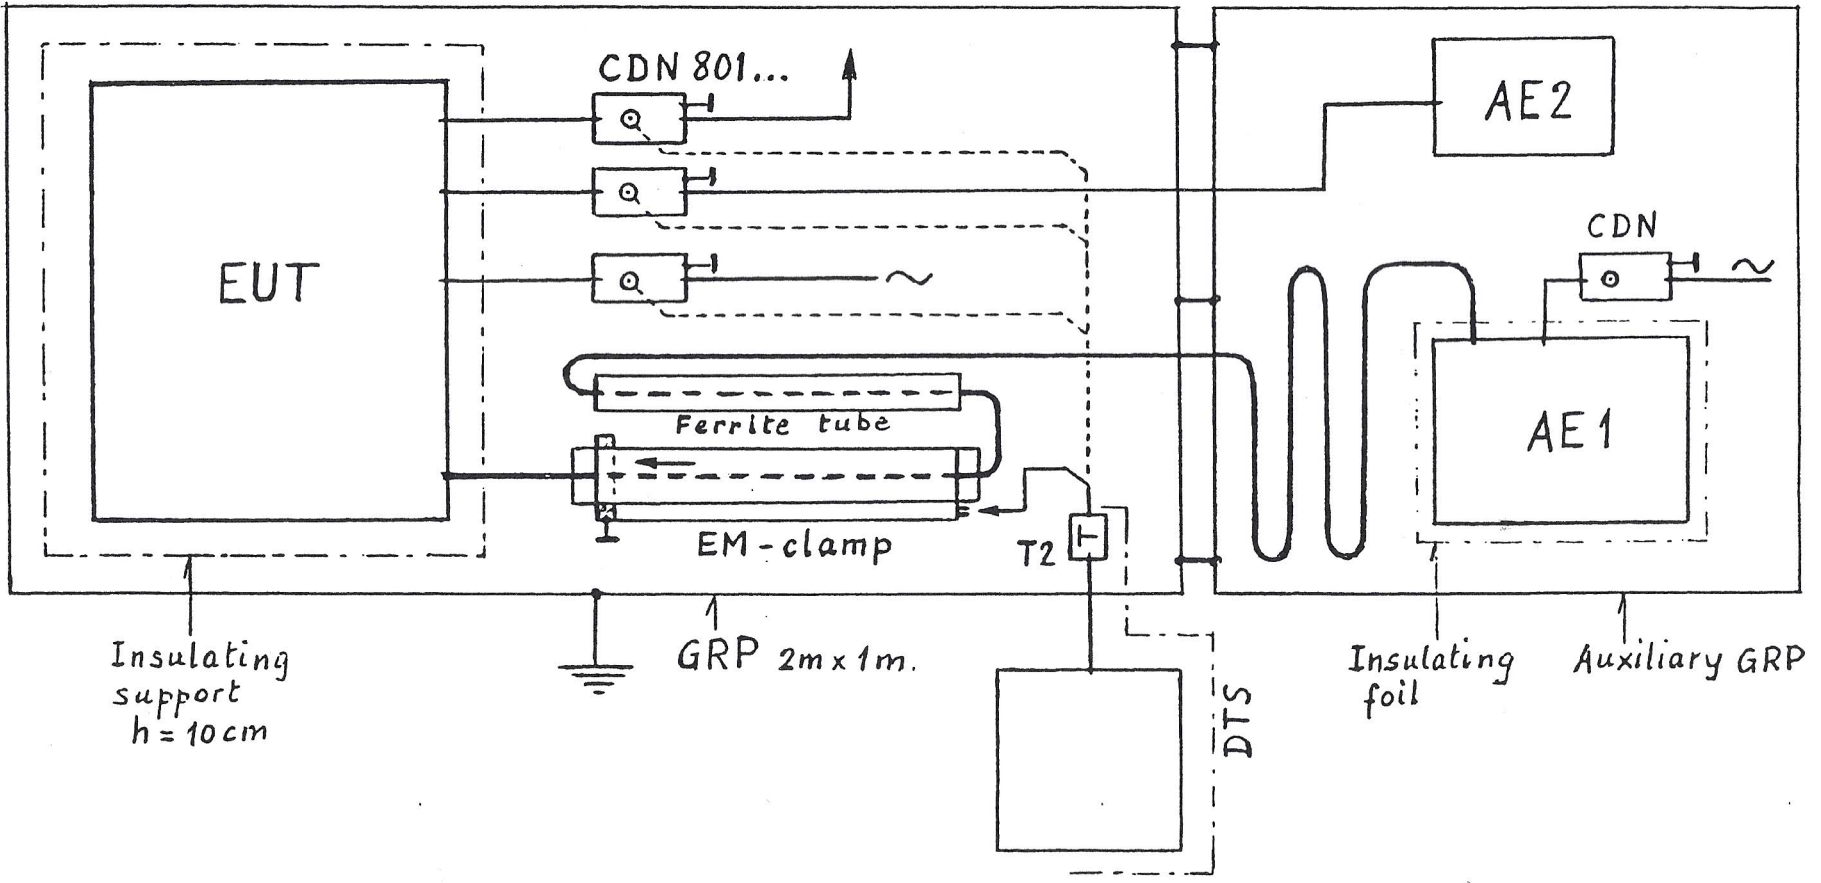 CDN 801...
AE2
CDN
EUT
Ferrite tube
AE1
EM-clamp
T2
Insulating
support
h = 10cm
GRP 2m x 1m.
DTS
Insulating
foil
Auxiliary GRP